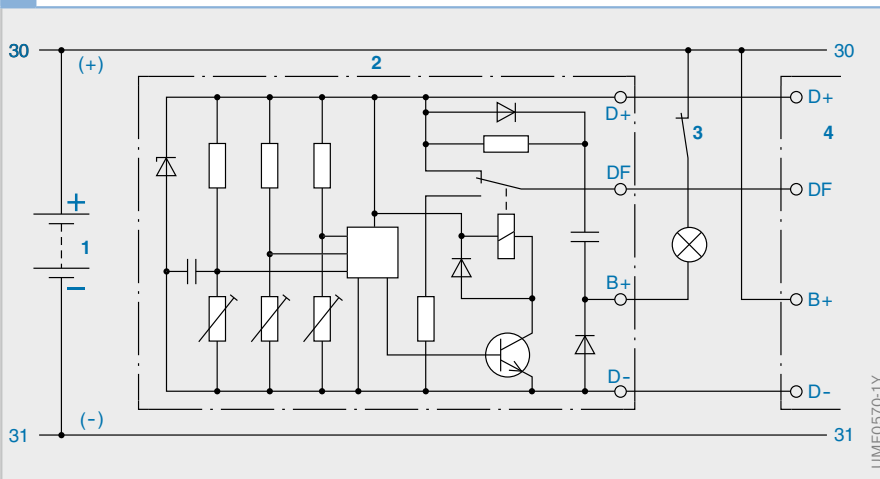 30
(+)
2
30
D+
D+
3
4
DF
DF
+
1
−
B+
B+
D-
D-
(-)
31
31
UMF0570-1Y